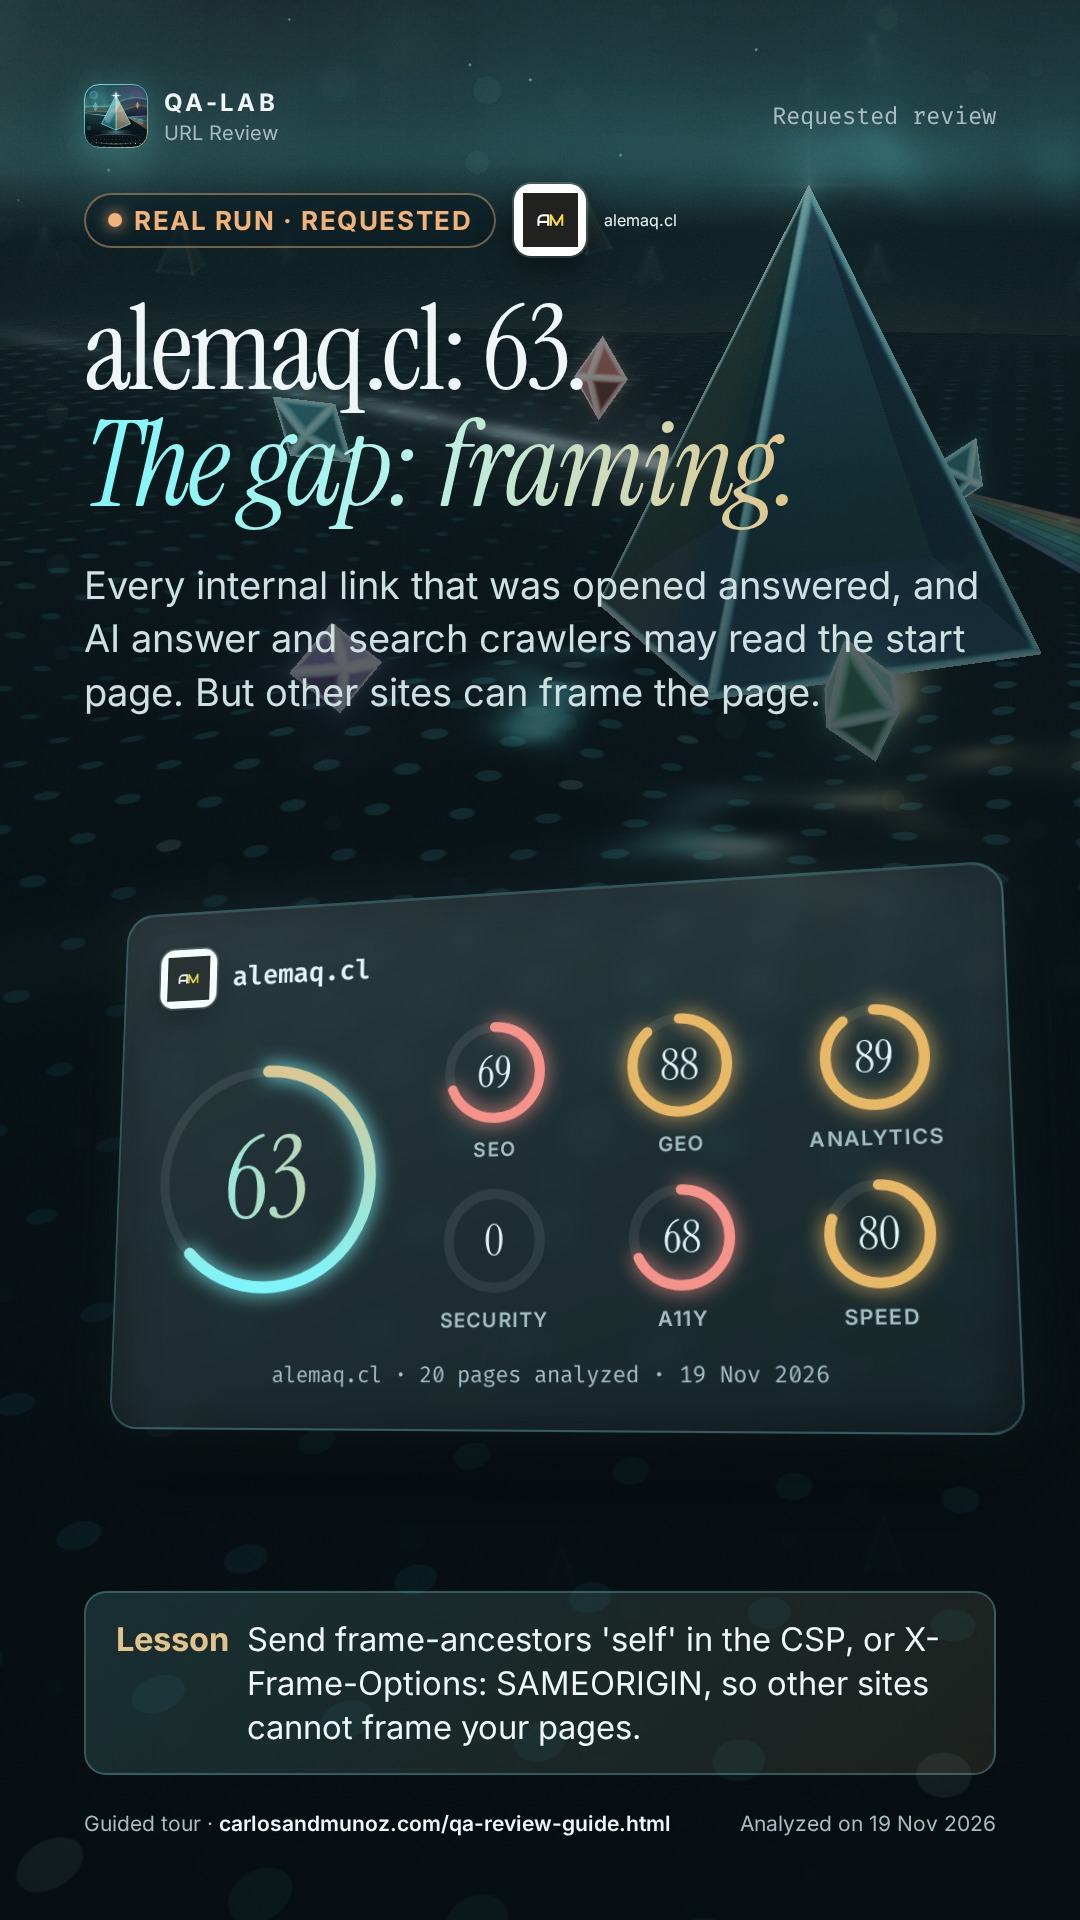 QA-LAB
URL Review
Requested review
REAL RUN · REQUESTED
AM
alemaq.cl
alemaq.cl: 63.
The gap: framing.
Every internal link that was opened answered, and
AI answer and search crawlers may read the start
page. But other sites can frame the page.
AM
alemaq.cl
63
69
SEO
88
GEO
89
ANALYTICS
0
SECURITY
68
A11Y
80
SPEED
alemaq.cl · 20 pages analyzed · 19 Nov 2026
Lesson
Send frame-ancestors 'self' in the CSP, or X-
Frame-Options: SAMEORIGIN, so other sites
cannot frame your pages.
Guided tour · carlosandmunoz.com/qa-review-guide.html
Analyzed on 19 Nov 2026